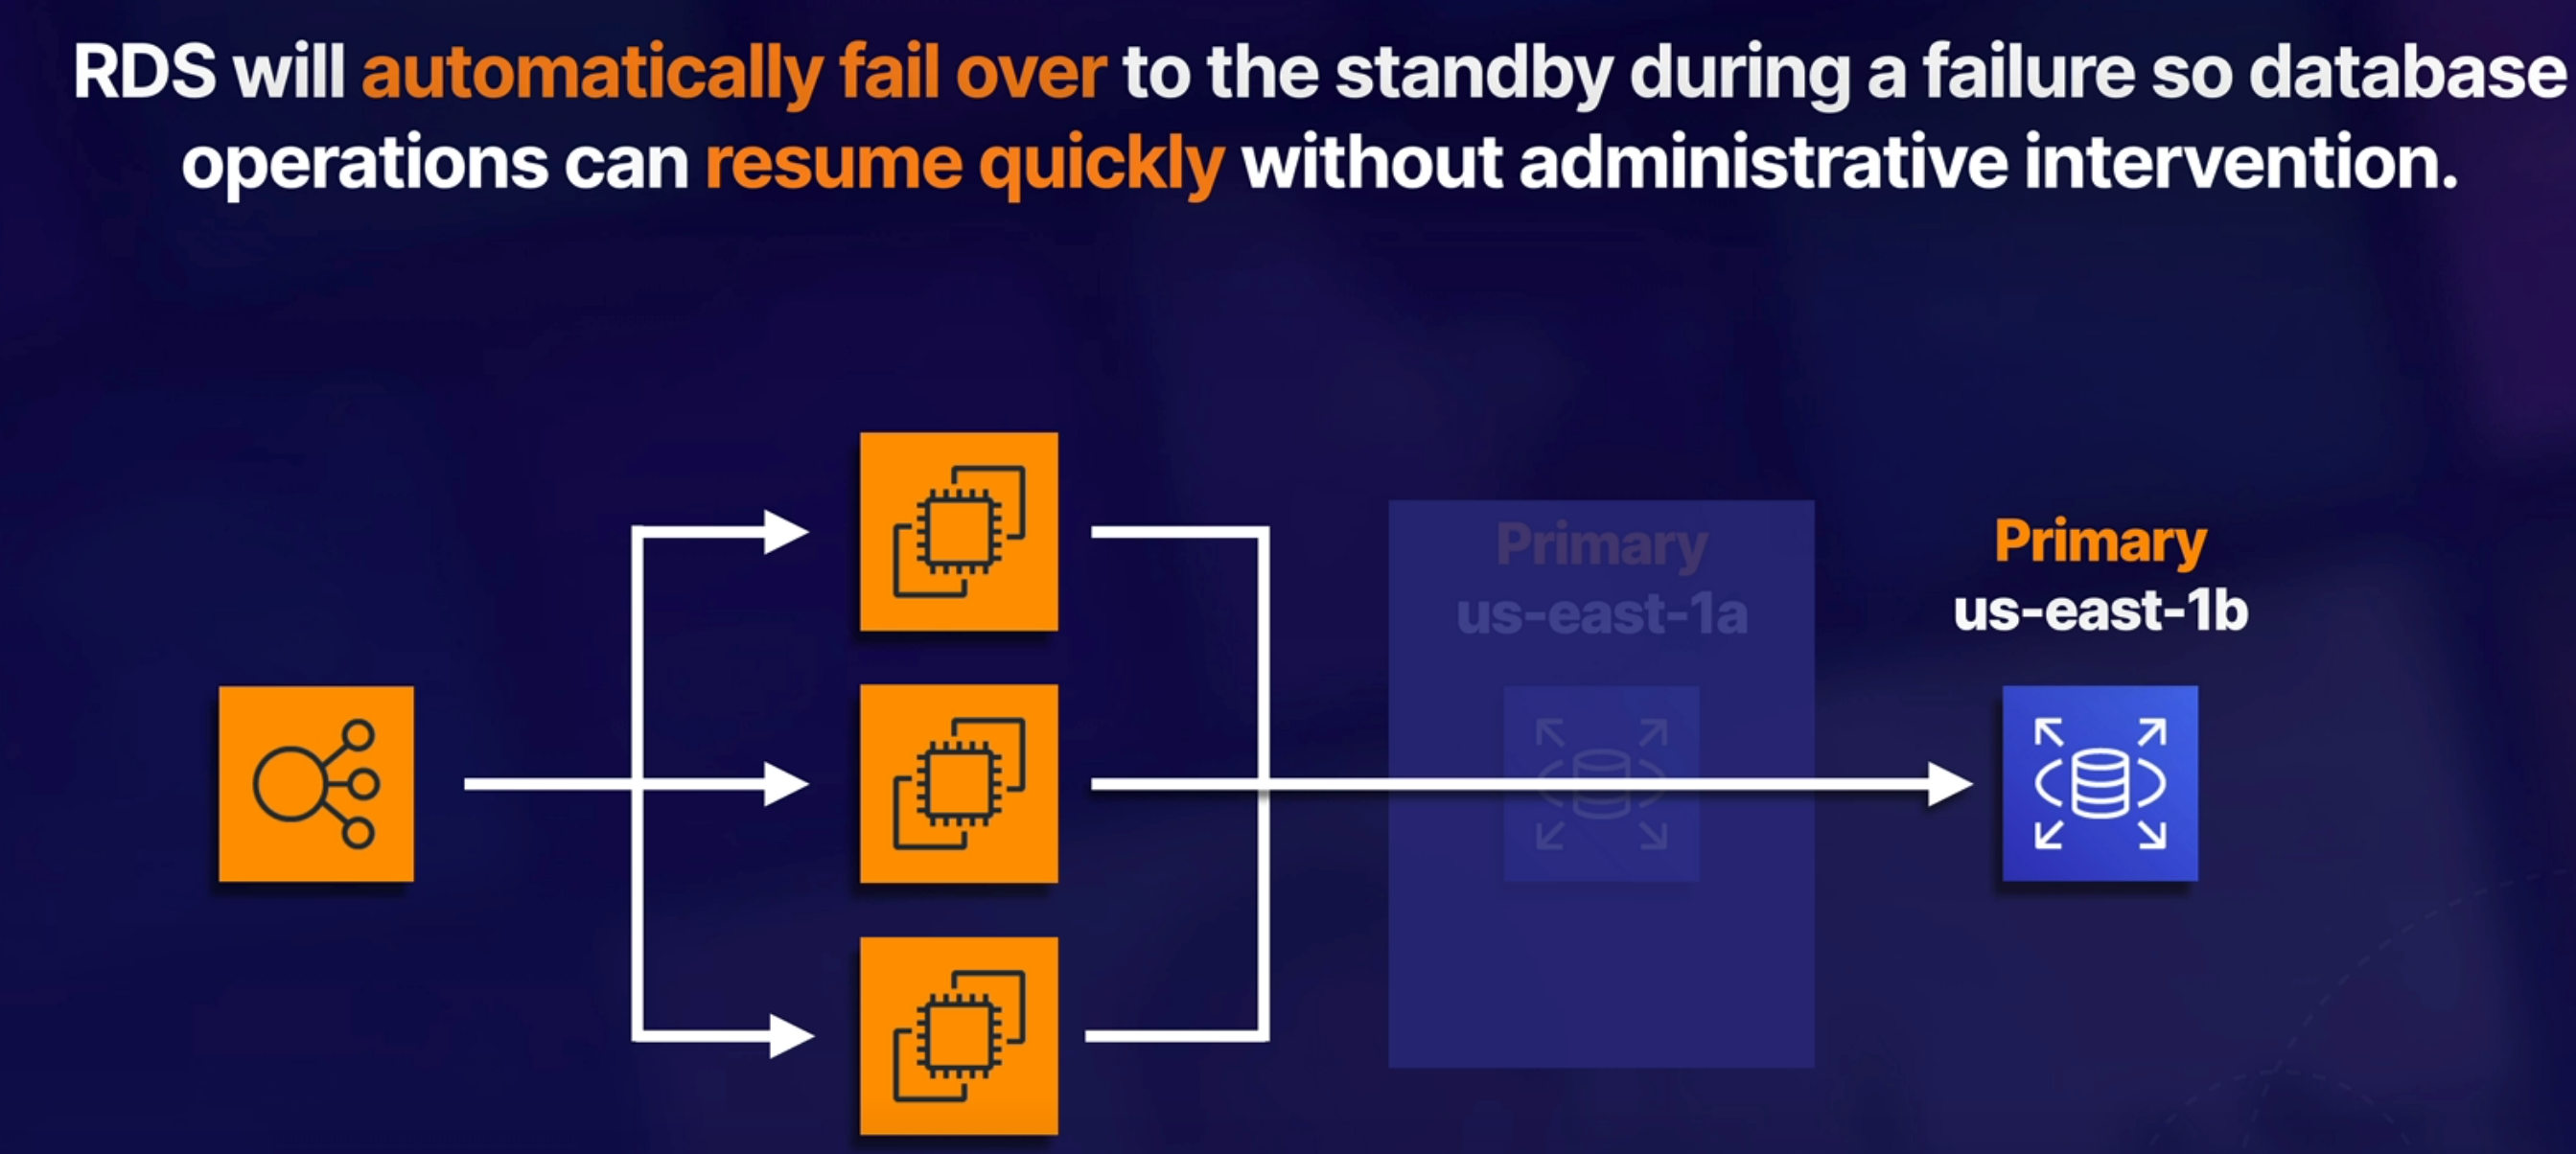 RDS will automatically fail over to the standby during a failure so database
operations can resume quickly without administrative intervention.
Primary
us-east-1a
Primary
us-east-1b